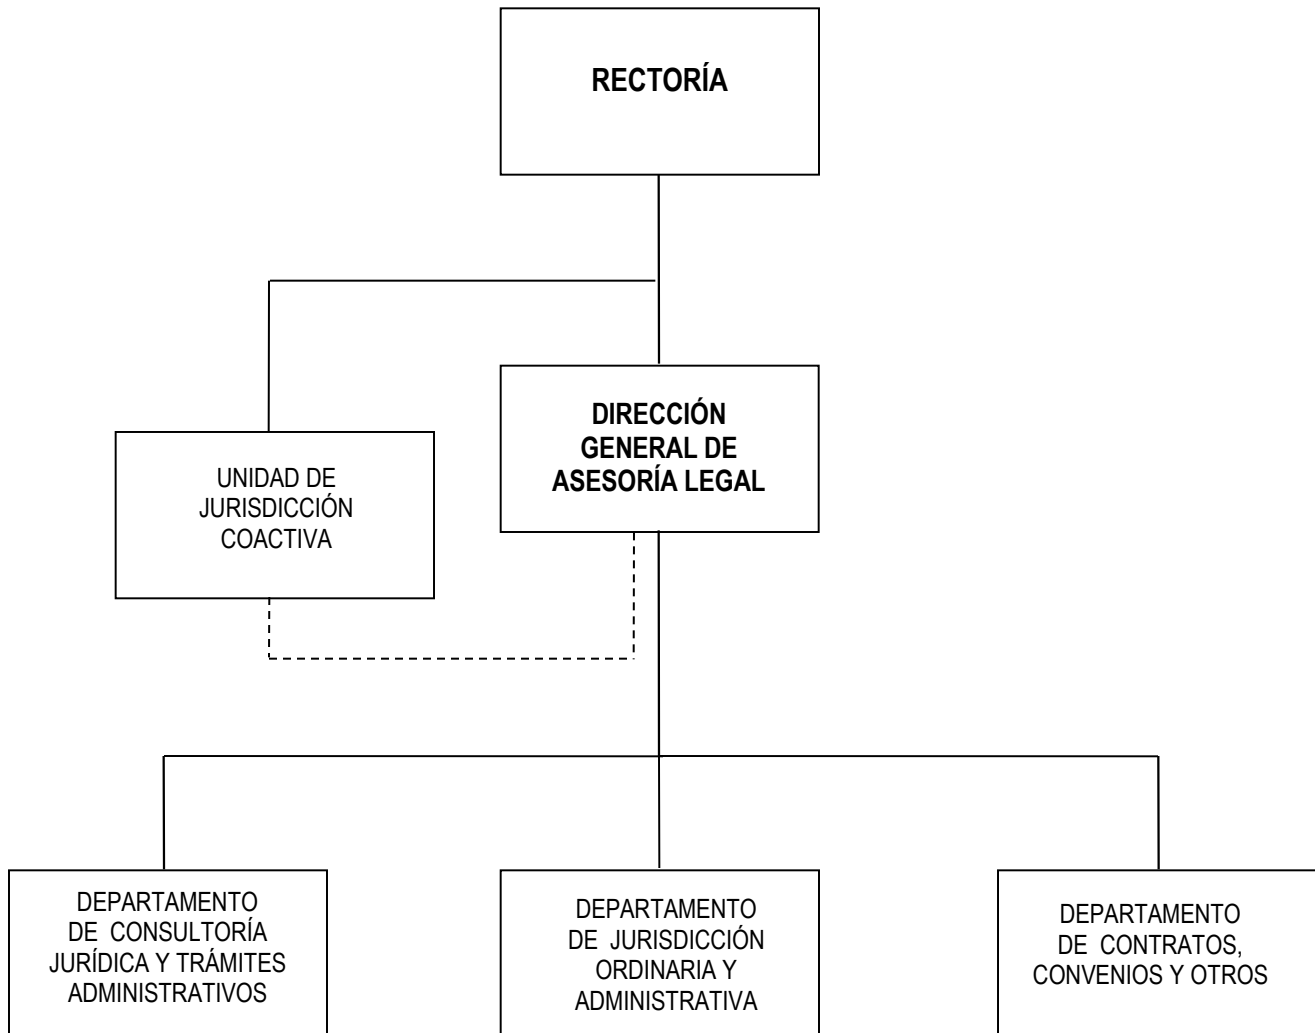 RECTORÍA
DIRECCIÓN
GENERAL DE
ASESORÍA LEGAL
UNIDAD DE
JURISDICCIÓN
COACTIVA
DEPARTAMENTO
DE CONSULTORÍA
JURÍDICA Y TRÁMITES
ADMINISTRATIVOS
DEPARTAMENTO
DE JURISDICCIÓN
ORDINARIA Y
ADMINISTRATIVA
DEPARTAMENTO
DE CONTRATOS,
CONVENIOS Y OTROS